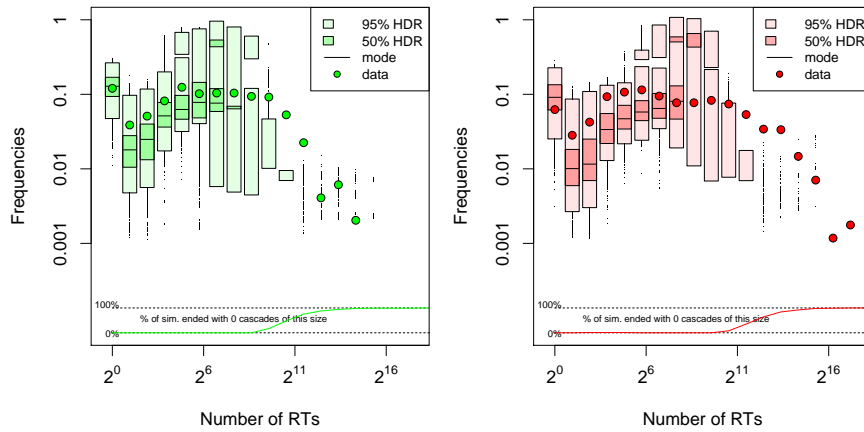 1
0.1
0.01
0.001
Frequencies
95% HDR
50% HDR
mode
data
100%
% of sim. ended with 0 cascades of this size
0%
2^0
2^6
2^11
2^16
Number of RTs
1
0.1
0.01
0.001
Frequencies
95% HDR
50% HDR
mode
data
100%
% of sim. ended with 0 cascades of this size
0%
2^0
2^6
2^11
2^16
Number of RTs